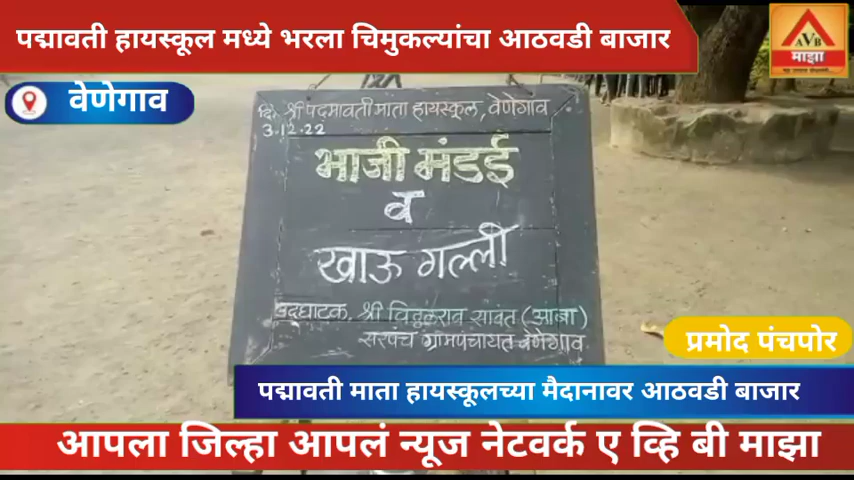 पद्मावती हायस्कूल मध्ये भरला चिमुकल्यांचा आठवडी बाजार
AVB
माझा
वेणेगाव
श्री पद्मावती माता हायस्कूल, वेणेगाव
दि. 3.12.22
भाजी मंडई
व
खाऊ गल्ली
उद्घाटक. श्री विठ्ठलराव सावंत (आबा)
सरपंच ग्रामपंचायत वेणेगाव
प्रमोद पंचपोर
पद्मावती माता हायस्कूलच्या मैदानावर आठवडी बाजार
आपला जिल्हा आपलं न्यूज नेटवर्क ए व्हि बी माझा